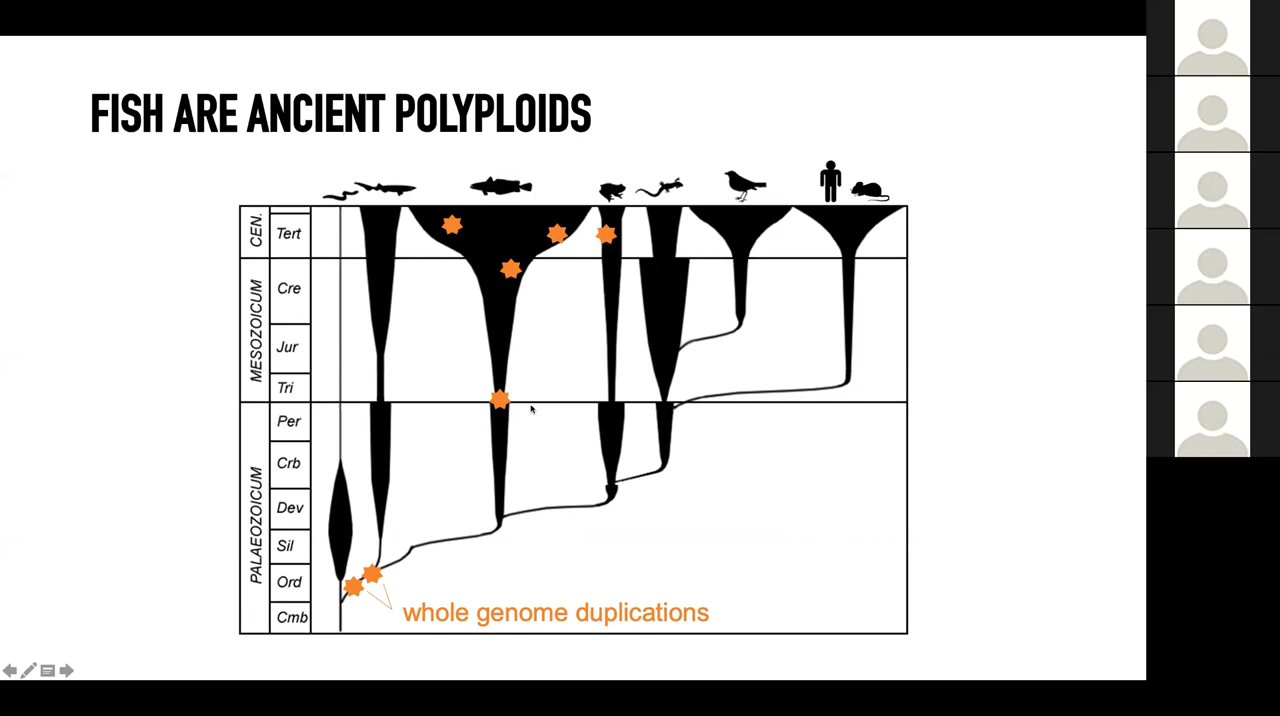 FISH ARE ANCIENT POLYPLOIDS
CEN.
Tert
MESOZOICUM
Cre
Jur
Tri
PALAEOZOICUM
Per
Crb
Dev
Sil
Ord
Cmb
whole genome duplications